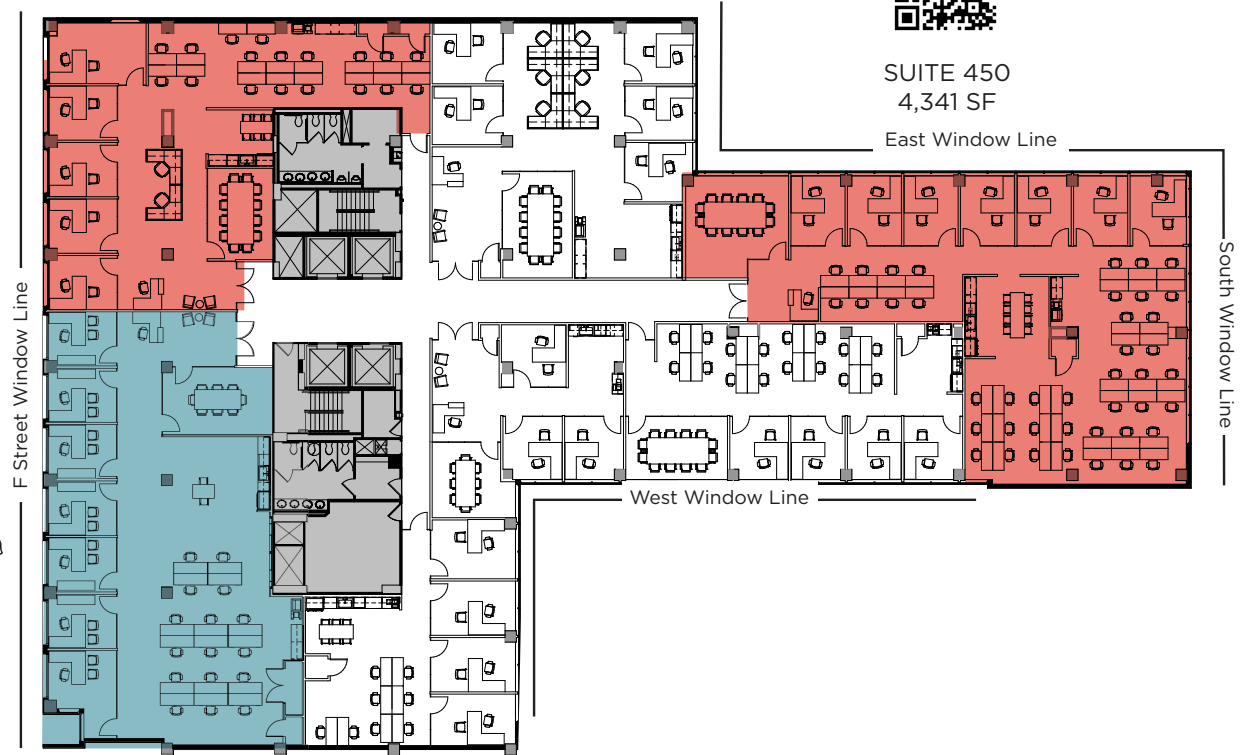 SUITE 450
4,341 SF
East Window Line
F Street Window Line
South Window Line
West Window Line